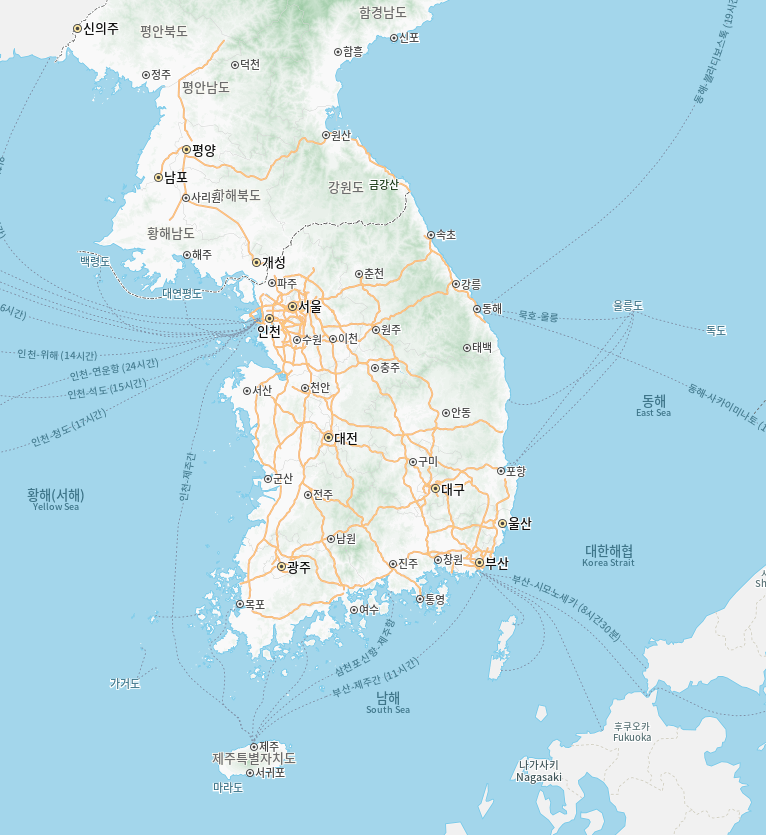 함경남도
신의주
평안북도
신포
함흥
덕천
정주
평안남도
동해-블라디보스톡 (19시간
원산
평양
남포
강원도
금강산
사리원
황해북도
황해남도
속초
해주
백령도
개성
춘천
파주
강릉
대연평도
서울
동해
울릉도
묵호-울릉
6시간)
인천
원주
독도
수원
이천
태백
인천-위해 (14시간)
인천-연운항 (24시간)
충주
인천-석도 (15시간)
서산
천안
동해-사카이미나토 (1
동해
East Sea
안동
인천-청도 (17시간)
대전
구미
포항
인천-제주간
군산
대구
황해(서해)
Yellow Sea
전주
울산
남원
대한해협
Korea Strait
광주
진주
창원
부산
부산-시모노세키 (8시간30분)
목포
여수
통영
삼천포신항-제주항
가거도
부산-제주간 (11시간)
남해
South Sea
후쿠오카
Fukuoka
제주
제주특별자치도
서귀포
나가사키
Nagasaki
마라도